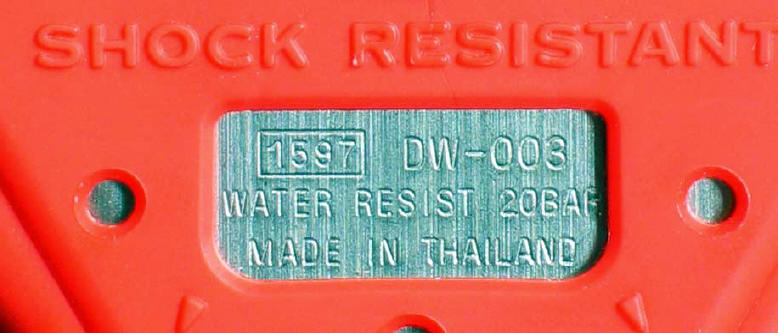 SHOCK RESISTANT
1597 DW-003
WATER RESIST 20BAR
MADE IN THAILAND